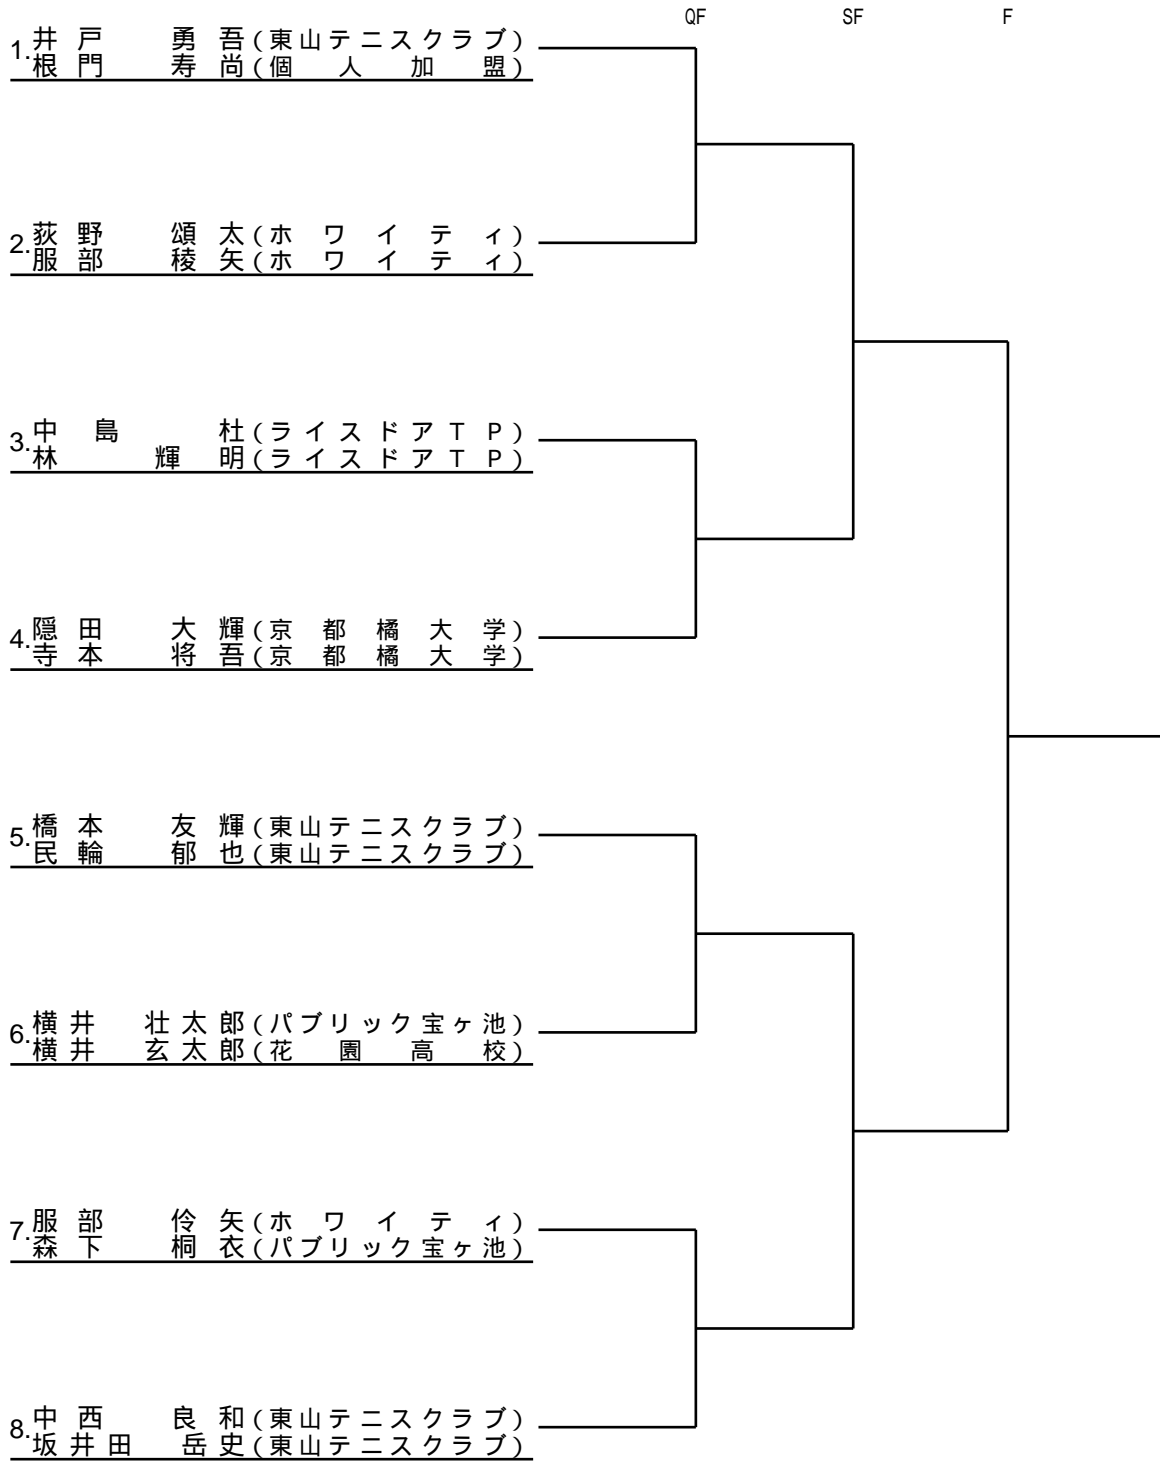 QF SF F
1.井戸 勇吾(東山テニスクラブ)
根門 寿尚(個人加盟)
2.荻野 頌太(ホワイティ)
服部 稜矢(ホワイティ)
3.中島 杜(ライスドアTP)
林 輝明(ライスドアTP)
4.隠田 大輝(京都橘大学)
寺本 将吾(京都橘大学)
5.橋本 友輝(東山テニスクラブ)
民輪 郁也(東山テニスクラブ)
6.横井 壮太郎(パブリック宝ヶ池)
横井 玄太郎(花園高校)
7.服部 伶矢(ホワイティ)
森下 桐衣(パブリック宝ヶ池)
8.中西 良和(東山テニスクラブ)
坂井田 岳史(東山テニスクラブ)